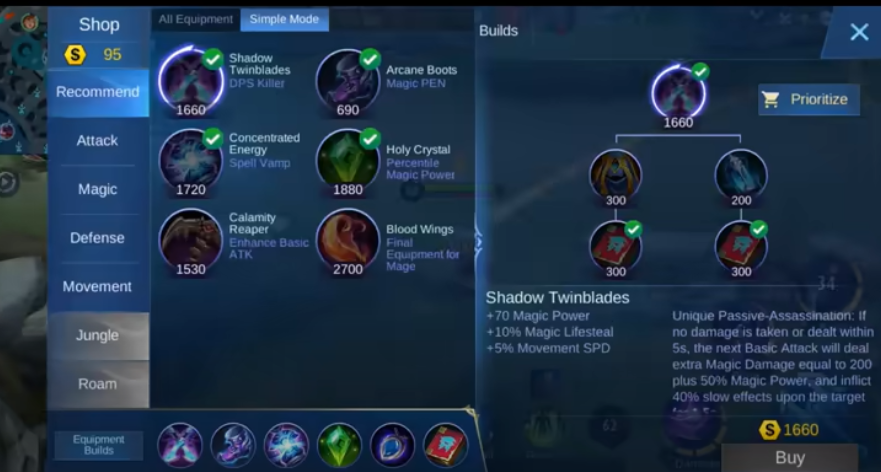 Shop
95
Recommend
Attack
Magic
Defense
Movement
Jungle
Roam
Equipment
Builds
All Equipment
Simple Mode
Shadow
Twinblades
DPS Killer
1660
Arcane Boots
Magic PEN
690
Concentrated
Energy
Spell Vamp
1720
Holy Crystal
Percentile
Magic Power
1880
Calamity
Reaper
Enhance Basic
ATK
1530
Blood Wings
Final
Equipment for
Mage
2700
Builds
1660
Prioritize
300
200
300
300
Shadow Twinblades
+70 Magic Power
+10% Magic Lifesteal
+5% Movement SPD
Unique Passive-Assassination: If
no damage is taken or dealt within
5s, the next Basic Attack will deal
extra Magic Damage equal to 200
plus 50% Magic Power, and inflict
40% slow effects upon the target
34
62
1660
Buy